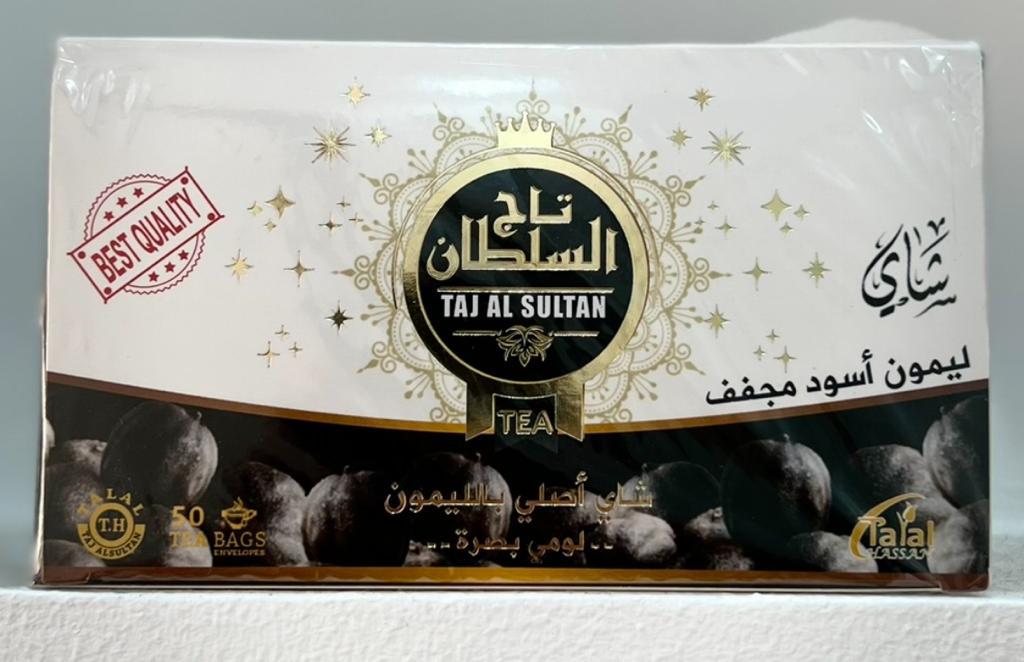 BEST QUALITY
تاج
السلطان
TAJ AL SULTAN
TEA
شاي
ليمون أسود مجفف
شاي أصلي بالليمون
-- لومي بصرة --
TALAL
T.H
TAJ ALSULTAN
50
TEA BAGS
ENVELOPES
Talal
HASSAN